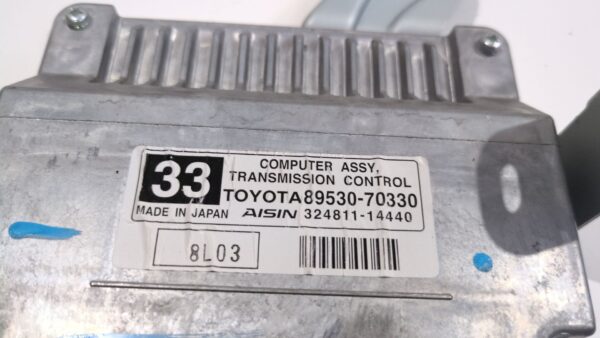 33
COMPUTER ASSY,
TRANSMISSION CONTROL
TOYOTA 89530-70330
MADE IN JAPAN AISIN 324811-14440
8L03